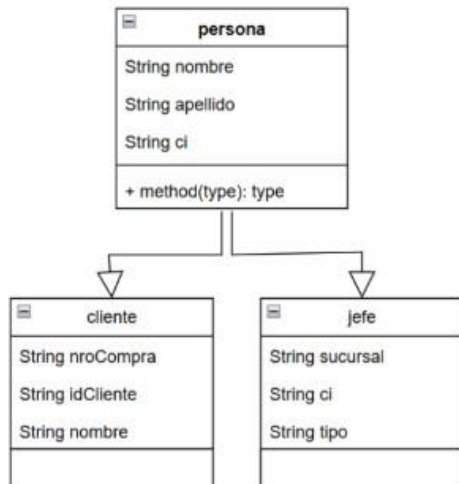 persona
String nombre
String apellido
String ci
+ method(type): type
cliente
String nroCompra
String idCliente
String nombre
jefe
String sucursal
String ci
String tipo